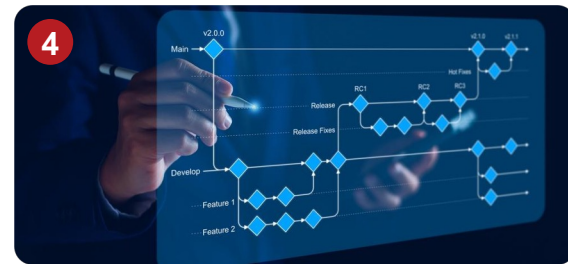 4
v2.0.0
Main
v2.1.0
v2.1.1
Hot Fixes
RC1
RC2
RC3
Release
Release Fixes
Develop
Feature 1
Feature 2